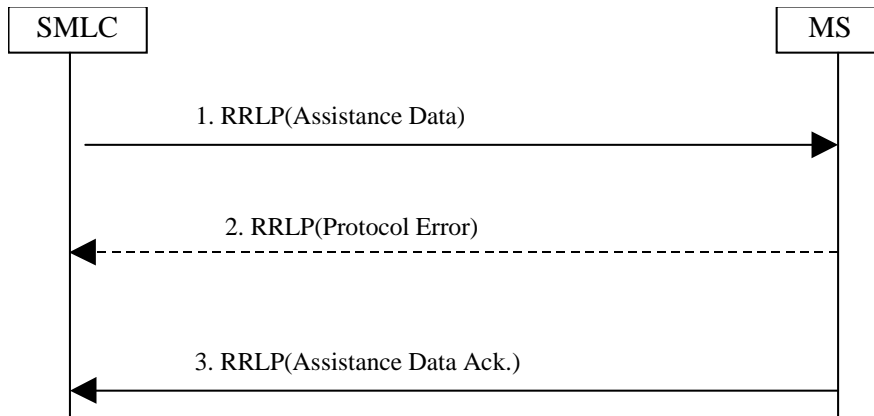 SMLC
MS
1. RRLP(Assistance Data)
2. RRLP(Protocol Error)
3. RRLP(Assistance Data Ack.)